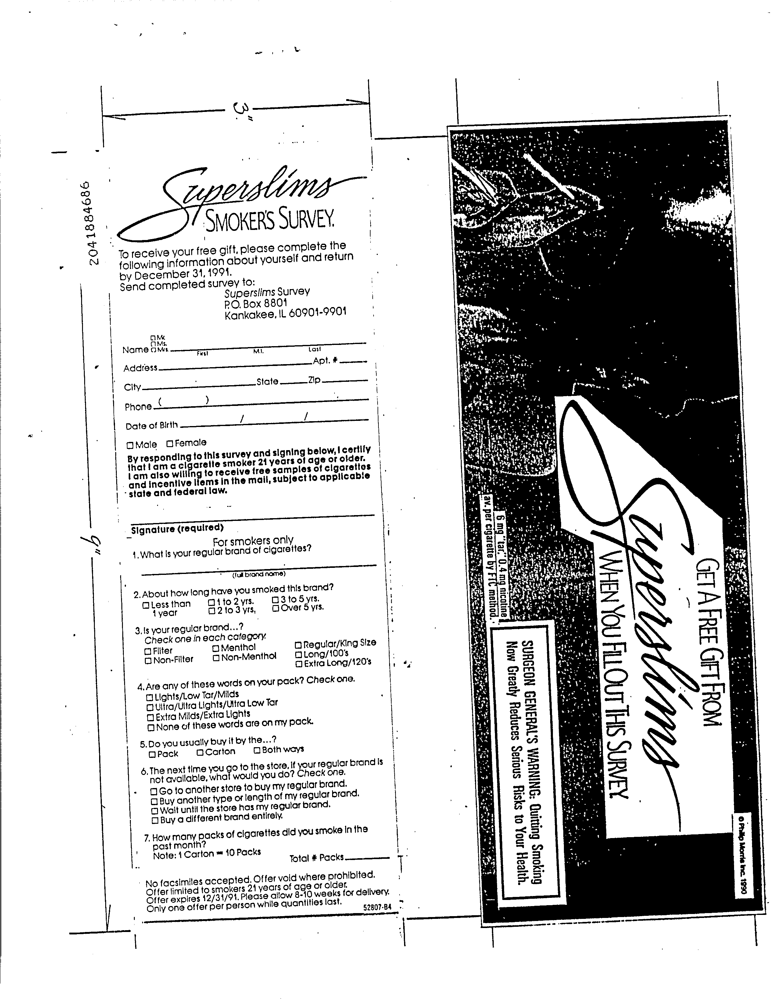 3"
2041884686
Superslims
SMOKER'S SURVEY.
To receive your free gift, please complete the
following information about yourself and return
by December 31, 1991.
Send completed survey to:
Superslims Survey
P.O. Box 8801
Kankakee, IL 60901-9901
☐ Mr.
☐ Ms.
Name ☐ Mrs.
First M.I. Last
Address Apt. #
City State Zip
Phone ( )
Date of Birth / /
☐ Male ☐ Female
By responding to this survey and signing below, I certify
that I am a cigarette smoker 21 years of age or older.
I am also willing to receive free samples of cigarettes
and incentive items in the mail, subject to applicable
state and federal law.
Signature (required)
For smokers only
1. What is your regular brand of cigarettes?
(full brand name)
2. About how long have you smoked this brand?
☐ Less than ☐ 1 to 2 yrs. ☐ 3 to 5 yrs.
1 year ☐ 2 to 3 yrs, ☐ Over 5 yrs.
3. Is your regular brand...?
Check one in each category.
☐ Filter ☐ Menthol ☐ Regular/King Size
☐ Non-Filter ☐ Non-Menthol ☐ Long/100's
☐ Extra Long/120's
4. Are any of these words on your pack? Check one.
☐ Lights/Low Tar/Milds
☐ Ultra/Ultra Lights/Ultra Low Tar
☐ Extra Milds/Extra Lights
☐ None of these words are on my pack.
5. Do you usually buy it by the...?
☐ Pack ☐ Carton ☐ Both ways
6. The next time you go to the store, if your regular brand is
not available, what would you do? Check one.
☐ Go to another store to buy my regular brand.
☐ Buy another type or length of my regular brand.
☐ Wait until the store has my regular brand.
☐ Buy a different brand entirely.
7. How many packs of cigarettes did you smoke in the
past month?
Note: 1 Carton = 10 Packs
Total # Packs
No facsimiles accepted. Offer void where prohibited.
Offer limited to smokers 21 years of age or older.
Offer expires 12/31/91. Please allow 8-10 weeks for delivery.
Only one offer per person while quantities last.
52807-B4
9"
GET A FREE GIFT FROM
Superslims
WHEN YOU FILL OUT THIS SURVEY
© Philip Morris Inc. 1990
6 mg "tar," 0.4 mg nicotine
av. per cigarette by FTC method.
SURGEON GENERAL'S WARNING: Quitting Smoking
Now Greatly Reduces Serious Risks to Your Health.